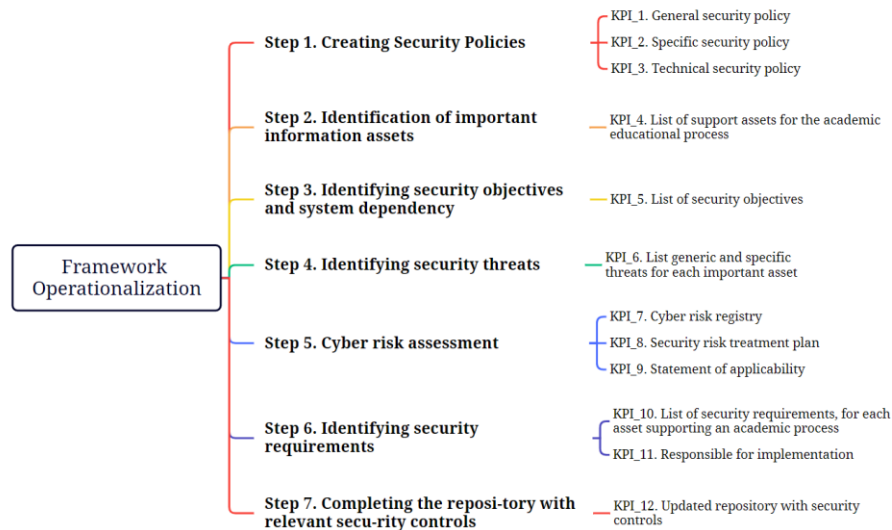 Framework
Operationalization
Step 1. Creating Security Policies
KPI_1. General security policy
KPI_2. Specific security policy
KPI_3. Technical security policy
Step 2. Identification of important
information assets
KPI_4. List of support assets for the academic
educational process
Step 3. Identifying security objectives
and system dependency
KPI_5. List of security objectives
Step 4. Identifying security threats
KPI_6. List generic and specific
threats for each important asset
Step 5. Cyber risk assessment
KPI_7. Cyber risk registry
KPI_8. Security risk treatment plan
KPI_9. Statement of applicability
Step 6. Identifying security
requirements
KPI_10. List of security requirements, for each
asset supporting an academic process
KPI_11. Responsible for implementation
Step 7. Completing the reposi-tory with
relevant secu-rity controls
KPI_12. Updated repository with security
controls